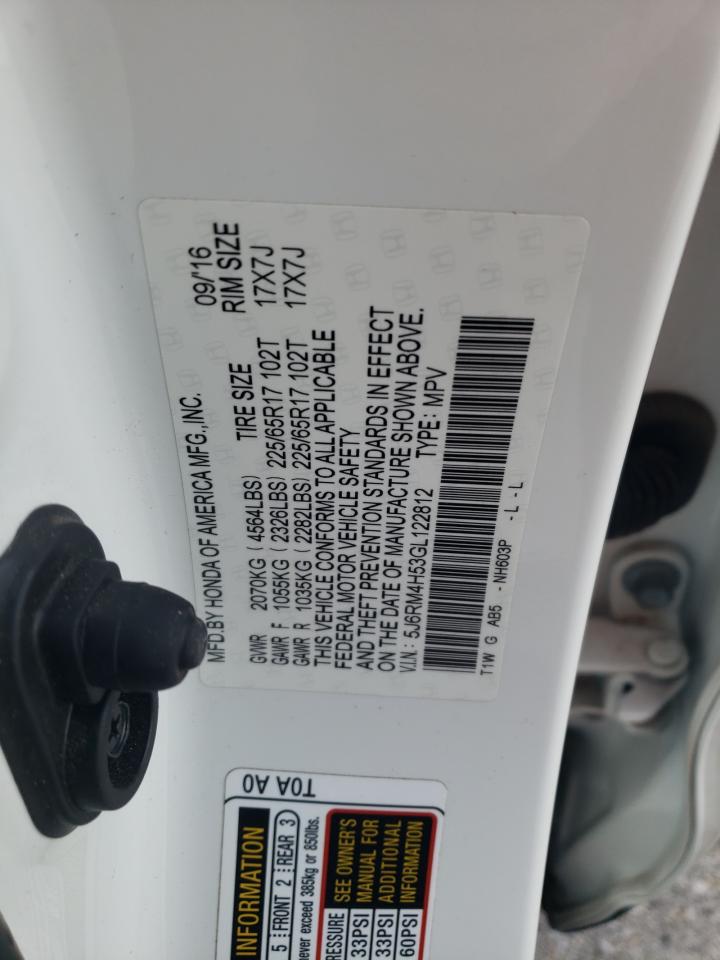 MFD.BY HONDA OF AMERICA MFG.,INC. 09/'16
GVWR 2070KG (4564LBS) TIRE SIZE RIM SIZE
GAWR F 1055KG (2326LBS) 225/65R17 102T 17X7J
GAWR R 1035KG (2282LBS) 225/65R17 102T 17X7J
THIS VEHICLE CONFORMS TO ALL APPLICABLE
FEDERAL MOTOR VEHICLE SAFETY
AND THEFT PREVENTION STANDARDS IN EFFECT
ON THE DATE OF MANUFACTURE SHOWN ABOVE.
V.I.N.: 5J6RM4H53GL122812 TYPE: MPV
T1W G AB5 - NH603P - L - L
T0A A0
INFORMATION
5 FRONT 2 REAR 3
never exceed 385kg or 850lbs.
RESSURE SEE OWNER'S
33PSI MANUAL FOR
33PSI ADDITIONAL
60PSI INFORMATION